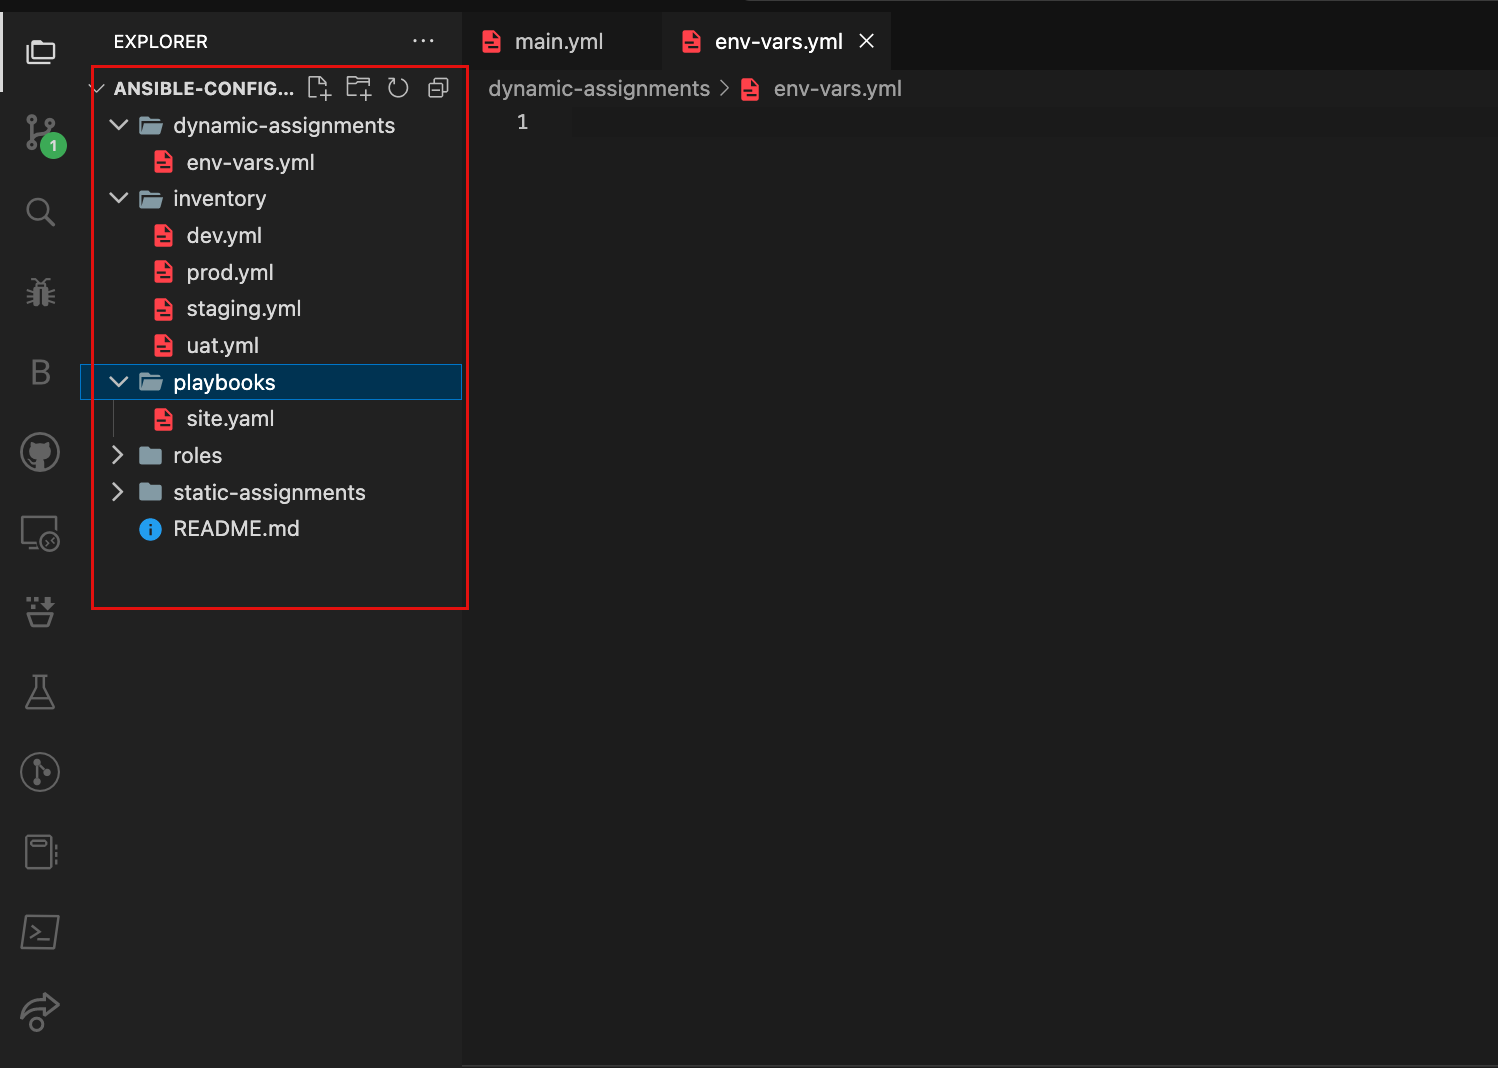 EXPLORER
main.yml
env-vars.yml
ANSIBLE-CONFIG...
dynamic-assignments > env-vars.yml
1
dynamic-assignments
env-vars.yml
inventory
dev.yml
prod.yml
staging.yml
uat.yml
playbooks
site.yaml
roles
static-assignments
README.md
1
B